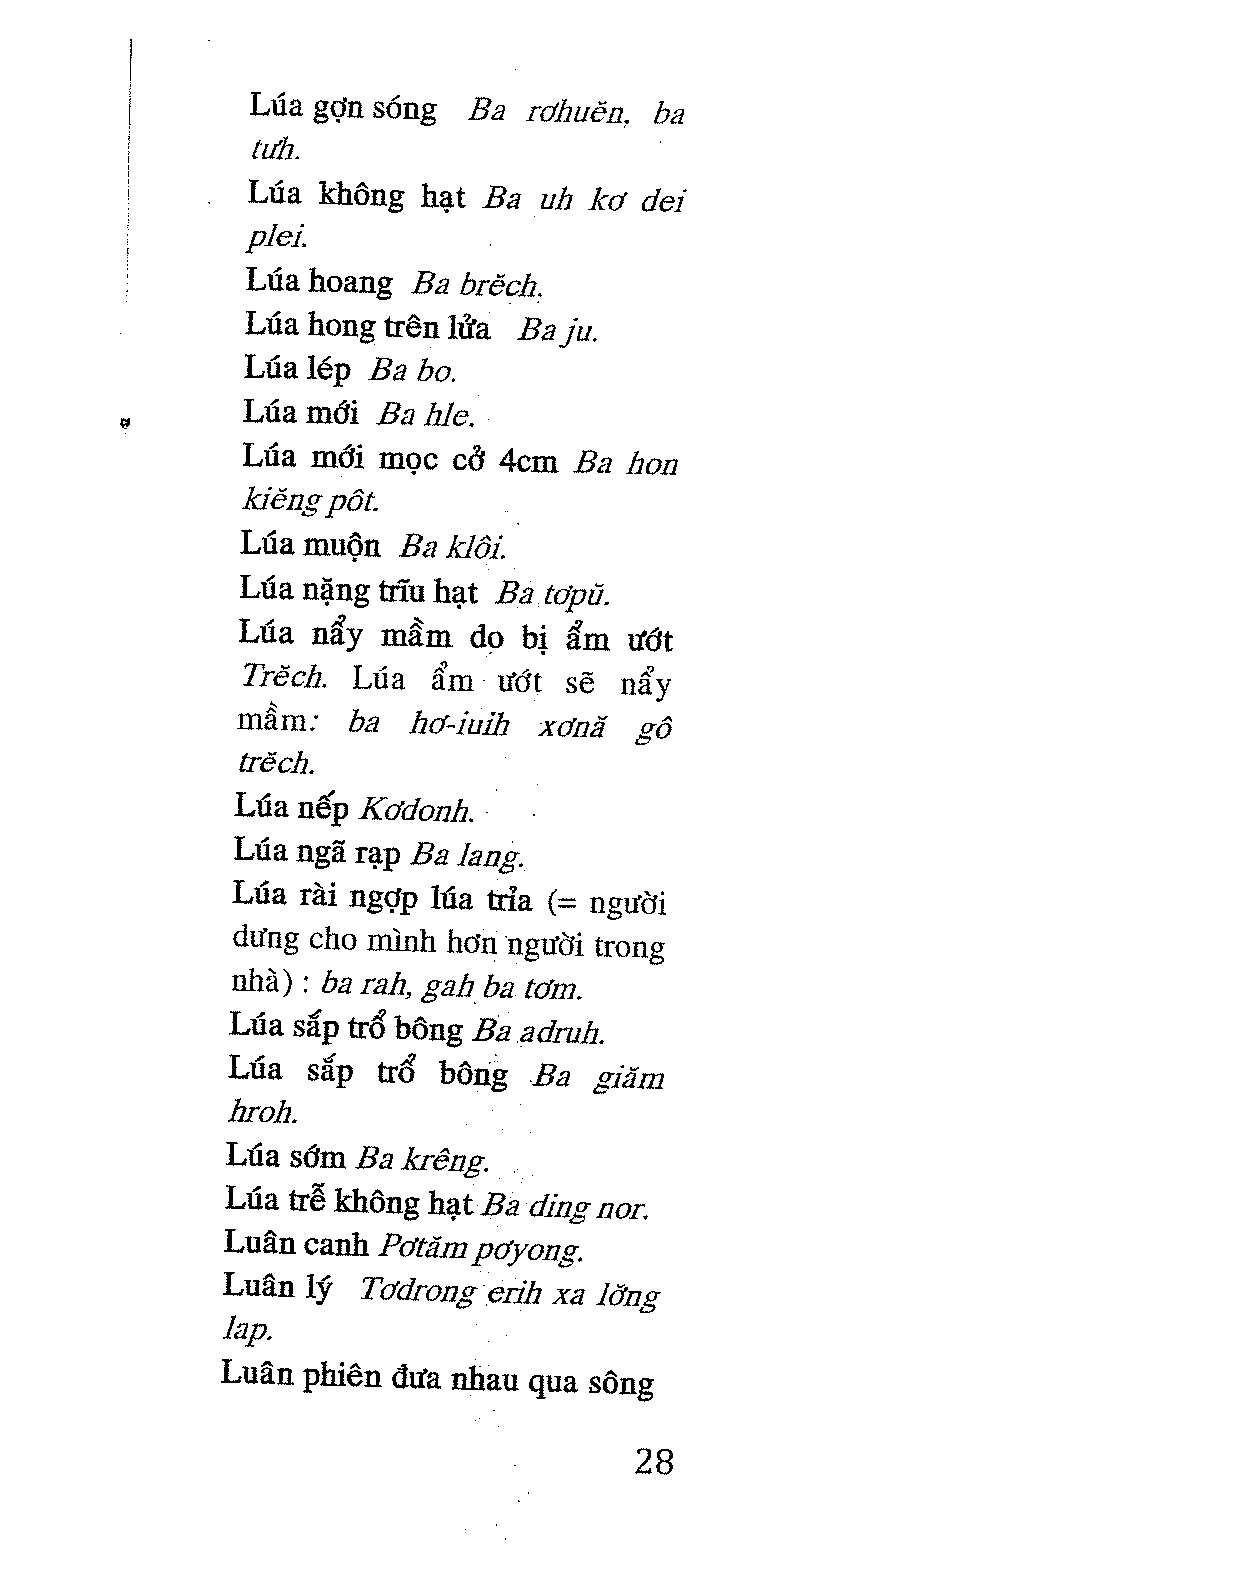 Lúa gợn sóng Ba rơhuĕn, ba
tưh.
Lúa không hạt Ba uh kơ dei
plei.
Lúa hoang Ba brĕch.
Lúa hong trên lửa Ba ju.
Lúa lép Ba bo.
Lúa mới Ba hle.
Lúa mới mọc cở 4cm Ba hon
kiĕng pôt.
Lúa muộn Ba klôi.
Lúa nặng trĩu hạt Ba tơpŭ.
Lúa nẩy mầm do bị ẩm ướt
Trĕch. Lúa ẩm ướt sẽ nẩy
mầm: ba hơ-iuih xơnă gô
trĕch.
Lúa nếp Kơdonh.
Lúa ngã rạp Ba lang.
Lúa rài ngợp lúa trỉa (= người
dưng cho mình hơn người trong
nhà) : ba rah, gah ba tơm.
Lúa sắp trổ bông Ba adruh.
Lúa sắp trổ bông Ba giăm
hroh.
Lúa sớm Ba krêng.
Lúa trễ không hạt Ba ding nor.
Luân canh Pơtăm pơyong.
Luân lý Tơdrong erih xa lơ̆ng
lap.
Luân phiên đưa nhau qua sông
28